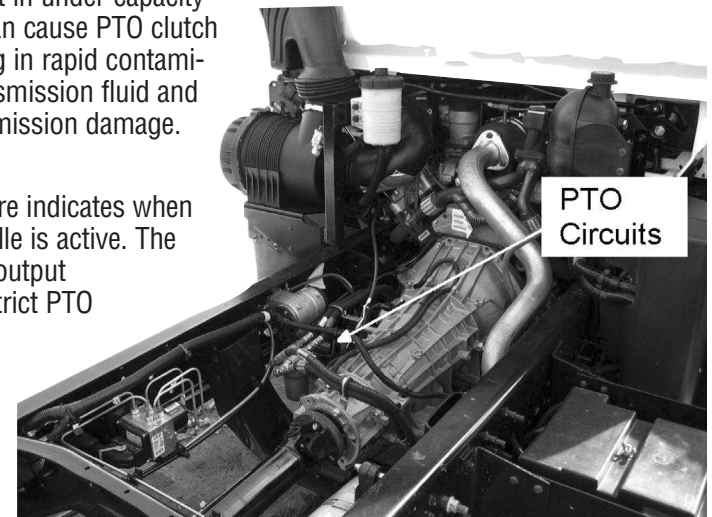 in under-capacity
an cause PTO clutch
g in rapid contami-
smission fluid and
mission damage.
re indicates when
lle is active. The
output
trict PTO
PTO
Circuits